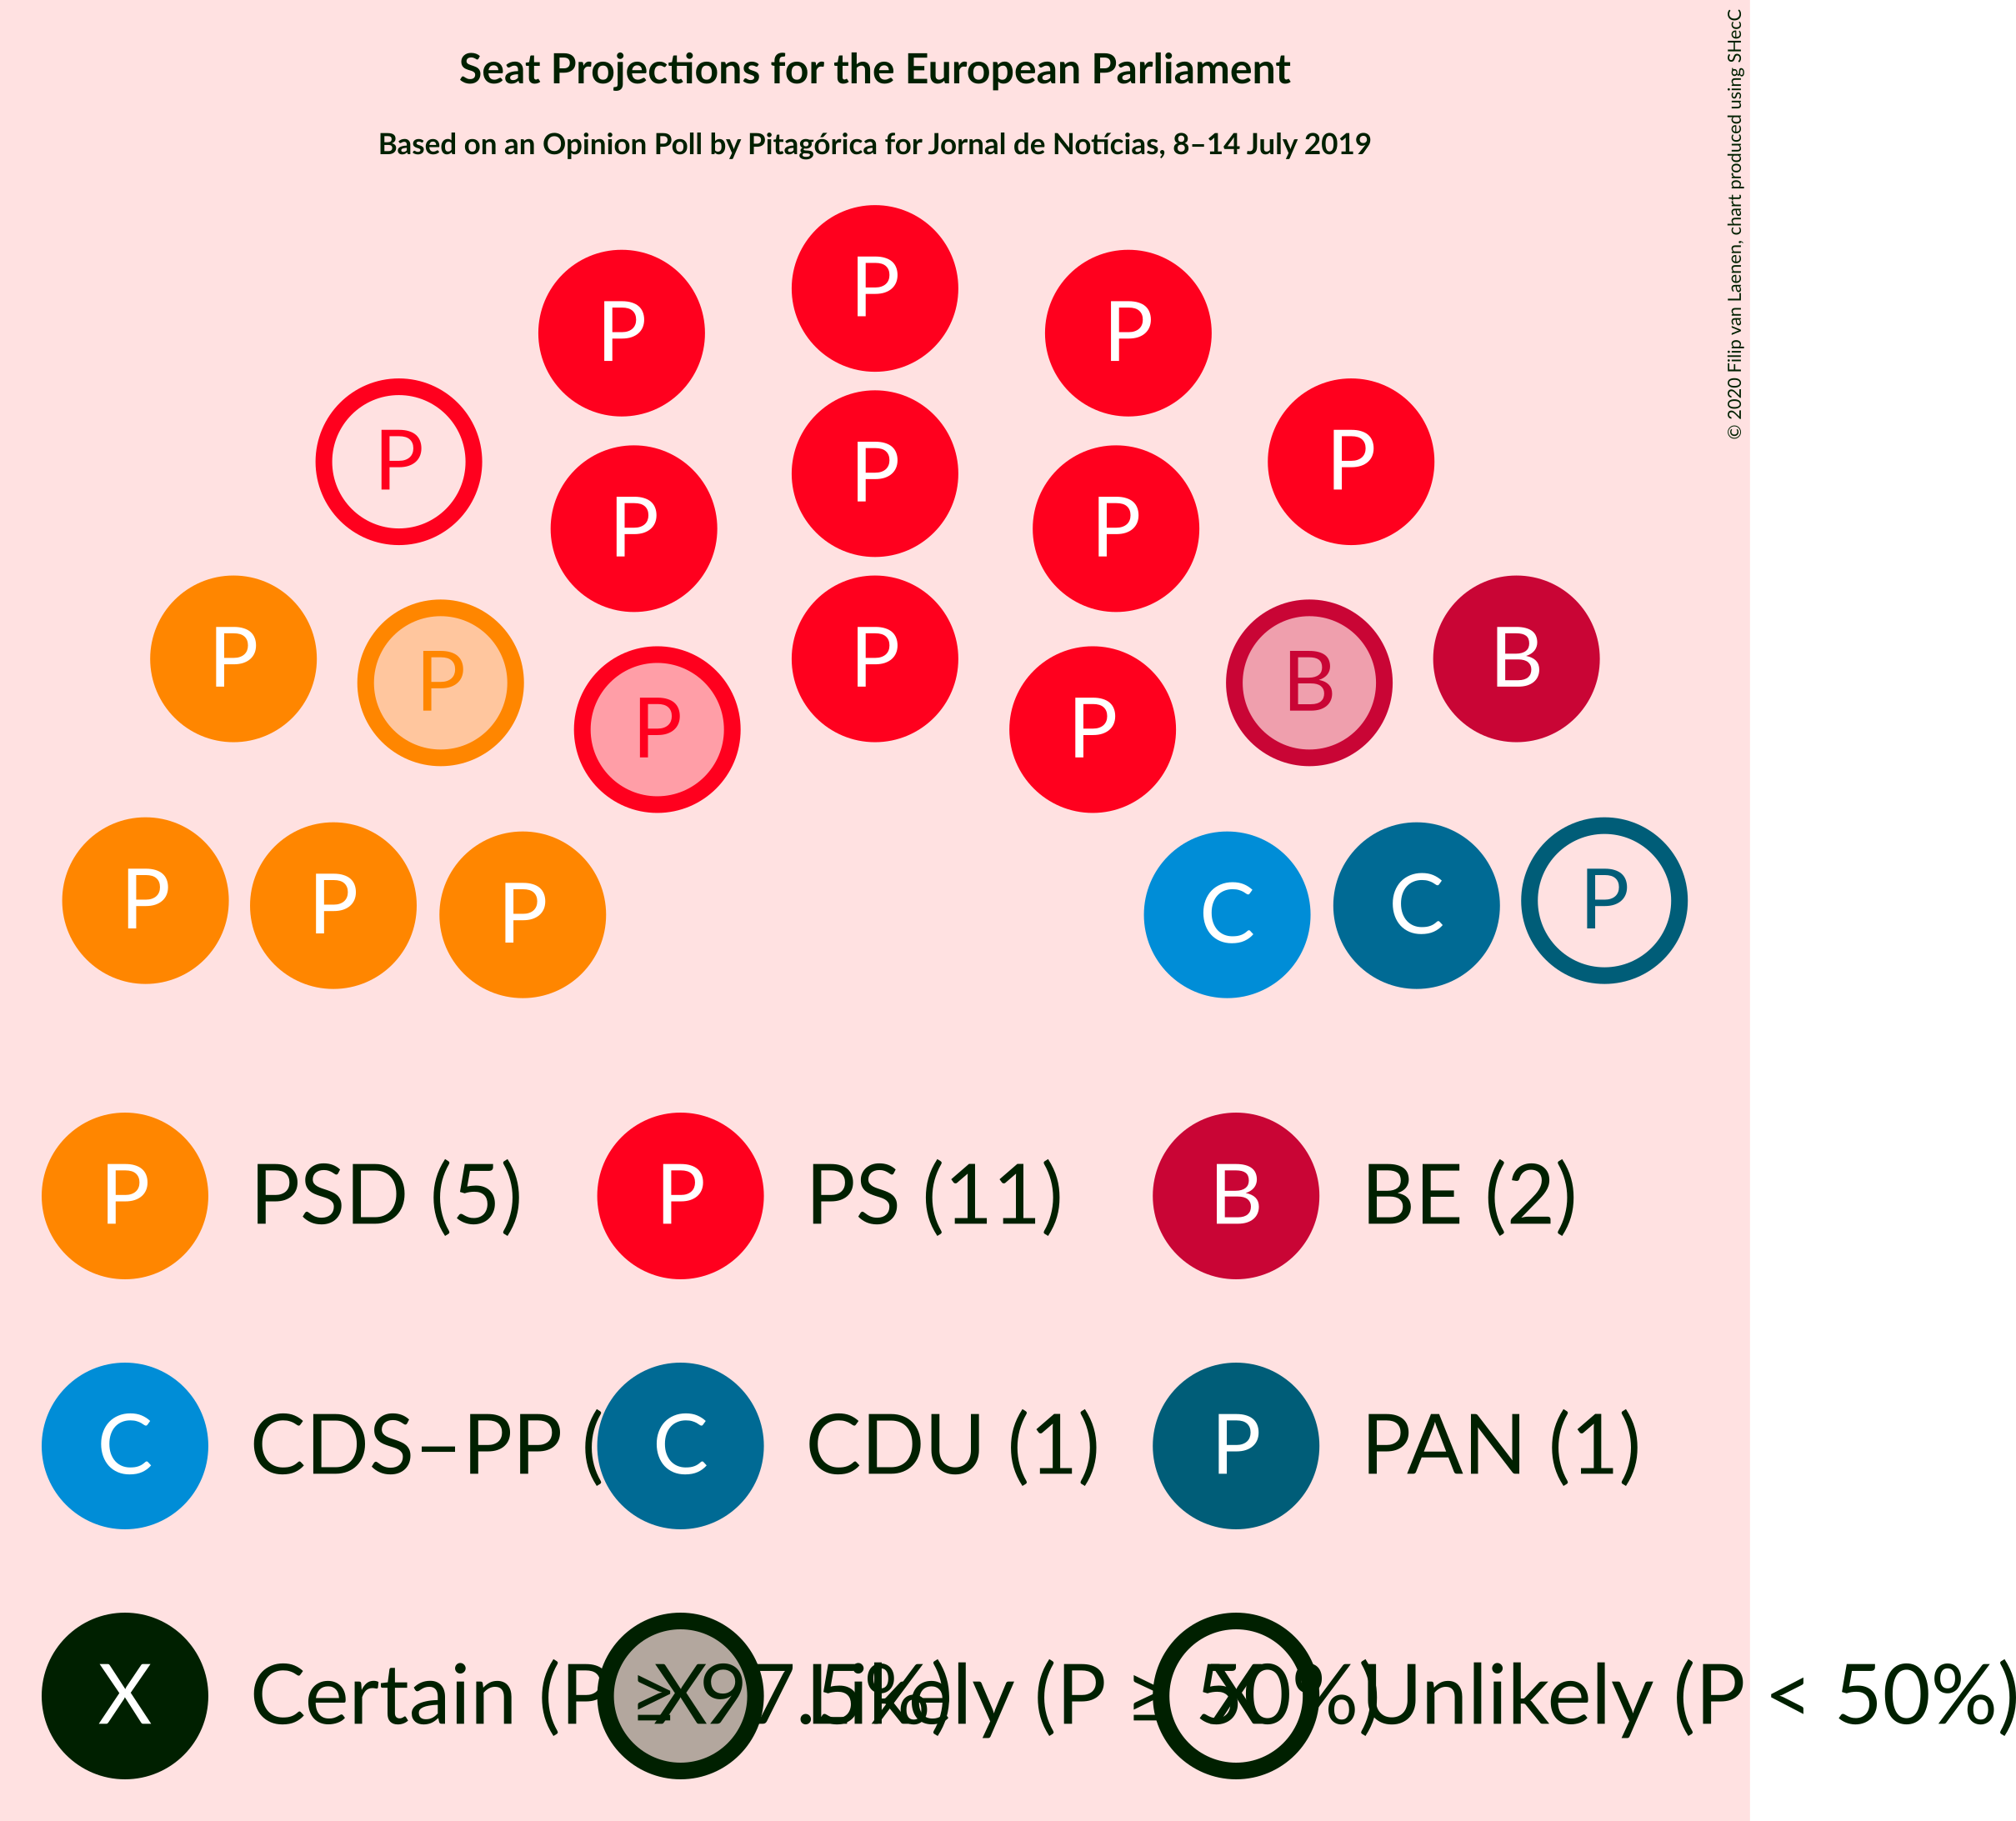 Seat Projections for the European Parliament
Based on an Opinion Poll by Pitagórica for Jornal de Notícias, 8–14 July 2019
© 2020 Filip van Laenen, chart produced using SHecC
P
P
P
P
P
P
P
P
P
P
P
P
P
P
B
B
P
P
P
C
C
P
P PSD (5) P PS (11) B BE (2)
C CDS–PP ( C CDU (1) P PAN (1)
X Certain (P ≥ 97.5%) X Likely (P ≥ 50%) X Unlikely (P < 50%)